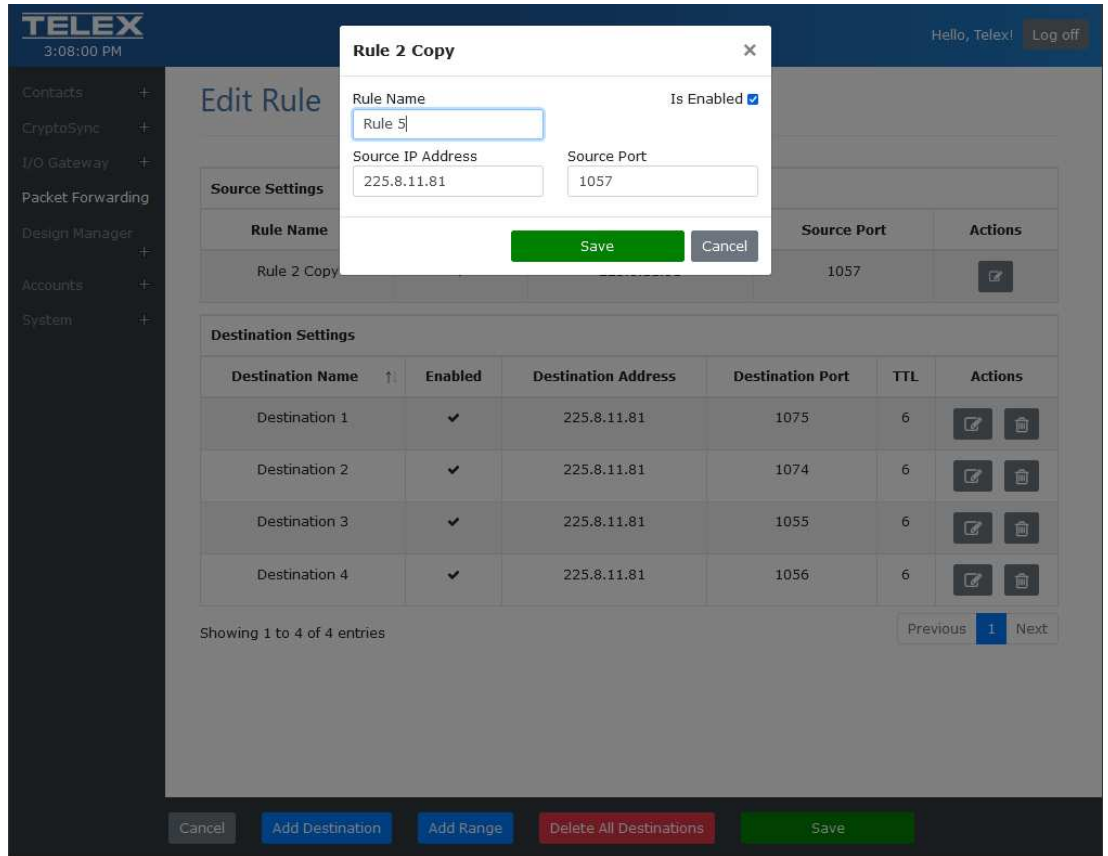 TELEX
3:08:00 PM
Hello, Telex! Log off
Contacts +
CryptoSync +
I/O Gateway +
Packet Forwarding
Design Manager +
Accounts +
System +
Edit Rule
Rule 2 Copy ×
Rule Name Is Enabled
Rule 5
Source IP Address Source Port
225.8.11.81 1057
Save Cancel
Source Settings
Rule Name Source Port Actions
Rule 2 Copy 1057
Destination Settings
Destination Name Enabled Destination Address Destination Port TTL Actions
Destination 1 225.8.11.81 1075 6
Destination 2 225.8.11.81 1074 6
Destination 3 225.8.11.81 1055 6
Destination 4 225.8.11.81 1056 6
Showing 1 to 4 of 4 entries
Previous 1 Next
Cancel Add Destination Add Range Delete All Destinations Save